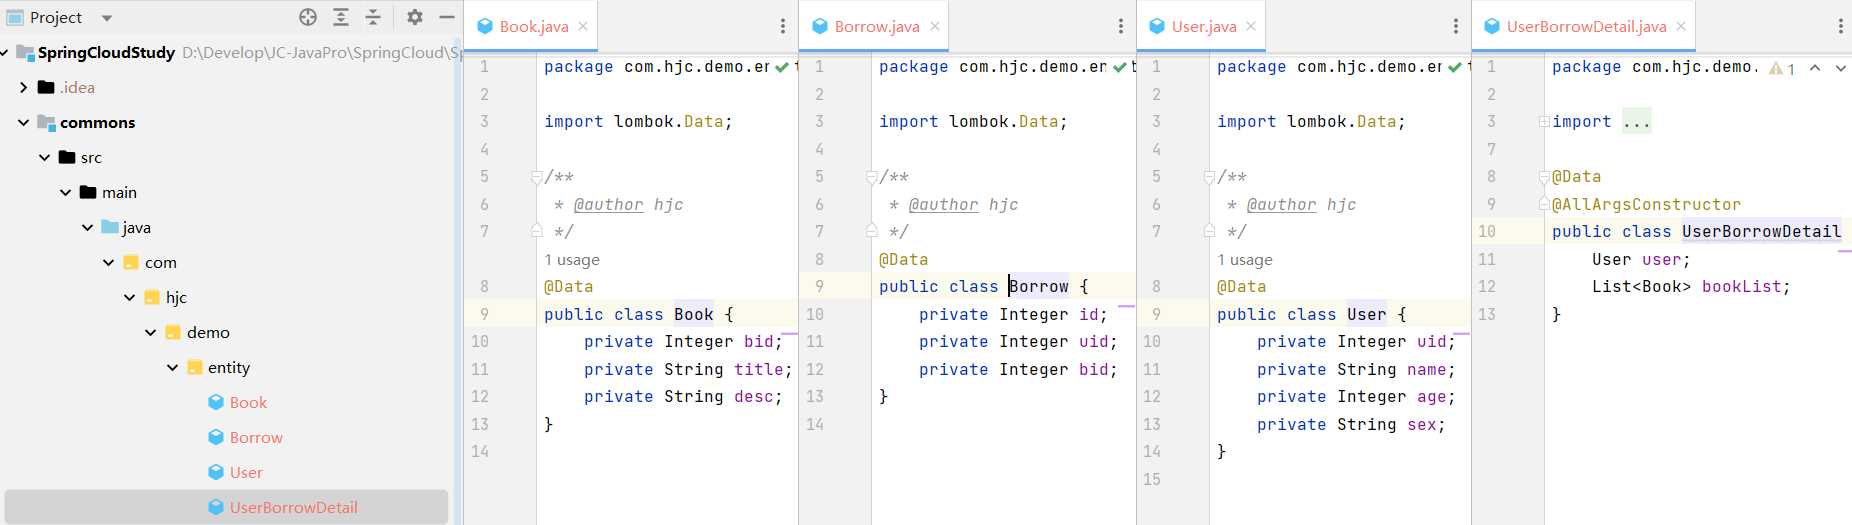 Project
SpringCloudStudy D:\Develop\JC-JavaPro\SpringCloud\Sp
.idea
commons
src
main
java
com
hjc
demo
entity
Book
Borrow
User
UserBorrowDetail
Book.java
1 package com.hjc.demo.en
2
3 import lombok.Data;
4
5 /**
6 * @author hjc
7 */
1 usage
8 @Data
9 public class Book {
10 private Integer bid;
11 private String title;
12 private String desc;
13 }
14
Borrow.java
1 package com.hjc.demo.en
2
3 import lombok.Data;
4
5 /**
6 * @author hjc
7 */
8 @Data
9 public class Borrow {
10 private Integer id;
11 private Integer uid;
12 private Integer bid;
13 }
14
User.java
1 package com.hjc.demo.en
2
3 import lombok.Data;
4
5 /**
6 * @author hjc
7 */
1 usage
8 @Data
9 public class User {
10 private Integer uid;
11 private String name;
12 private Integer age;
13 private String sex;
14 }
15
UserBorrowDetail.java
1 package com.hjc.demo. 1
2
3 import ...
7
8 @Data
9 @AllArgsConstructor
10 public class UserBorrowDetail
11 User user;
12 List<Book> bookList;
13 }